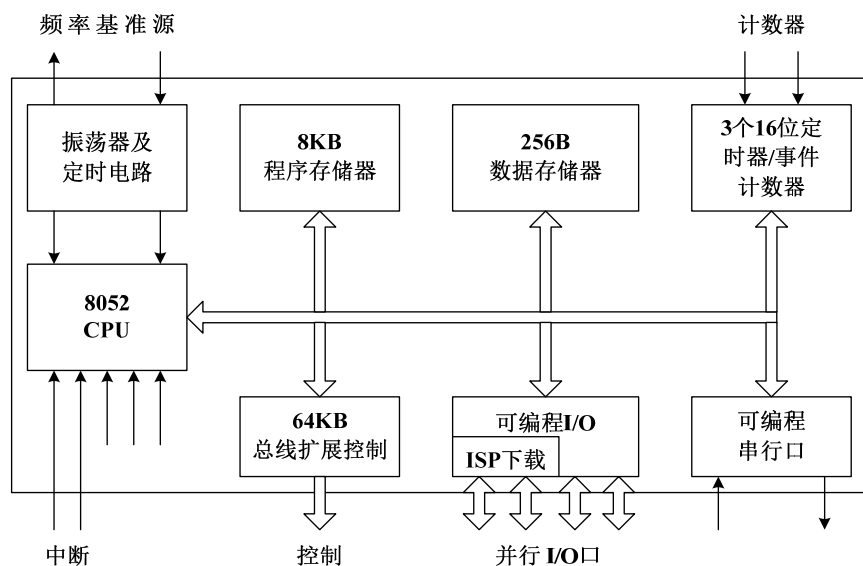 频率基准源
计数器
振荡器及
定时电路
8KB
程序存储器
256B
数据存储器
3个16位定
时器/事件
计数器
8052
CPU
64KB
总线扩展控制
可编程I/O
ISP下载
可编程
串行口
中断
控制
并行I/O口